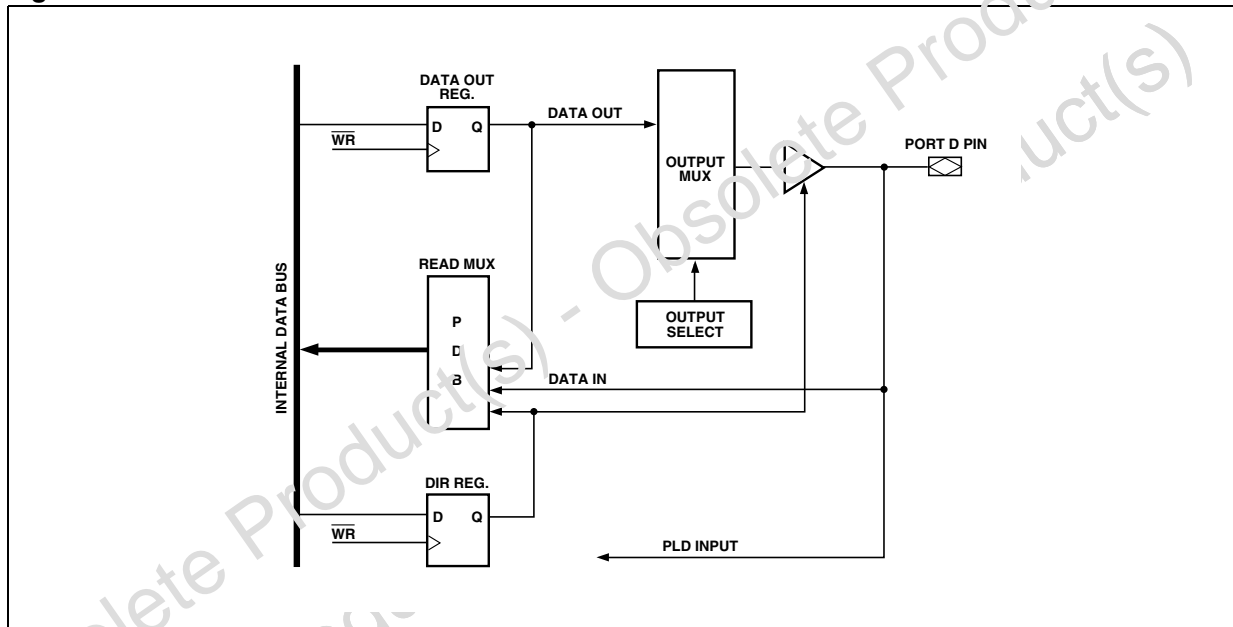 DATA OUT
REG.
D Q
WR
DATA OUT
OUTPUT
MUX
PORT D PIN
READ MUX
P
D
B
OUTPUT
SELECT
DATA IN
INTERNAL DATA BUS
DIR REG.
D Q
WR
PLD INPUT
Product(s) - Obsolete Product(s)